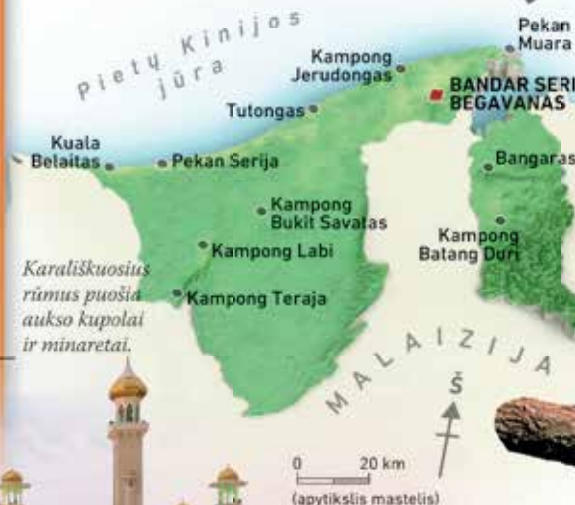 Pekan
Muara
Pietų Kinijos
jūra
Kampong
Jerudongas
BANDAR SERI
BEGAVANAS
Tutongas
Kuala
Belaitas
Pekan Serija
Bangaras
Kampong
Bukit Savatas
Kampong
Batang Duri
Kampong Labi
Karališkuosius
rūmus puošia
aukso kupolai
ir minaretai.
Kampong Teraja
MALAIZIJA
Š
0 20 km
(apytikslis mastelis)